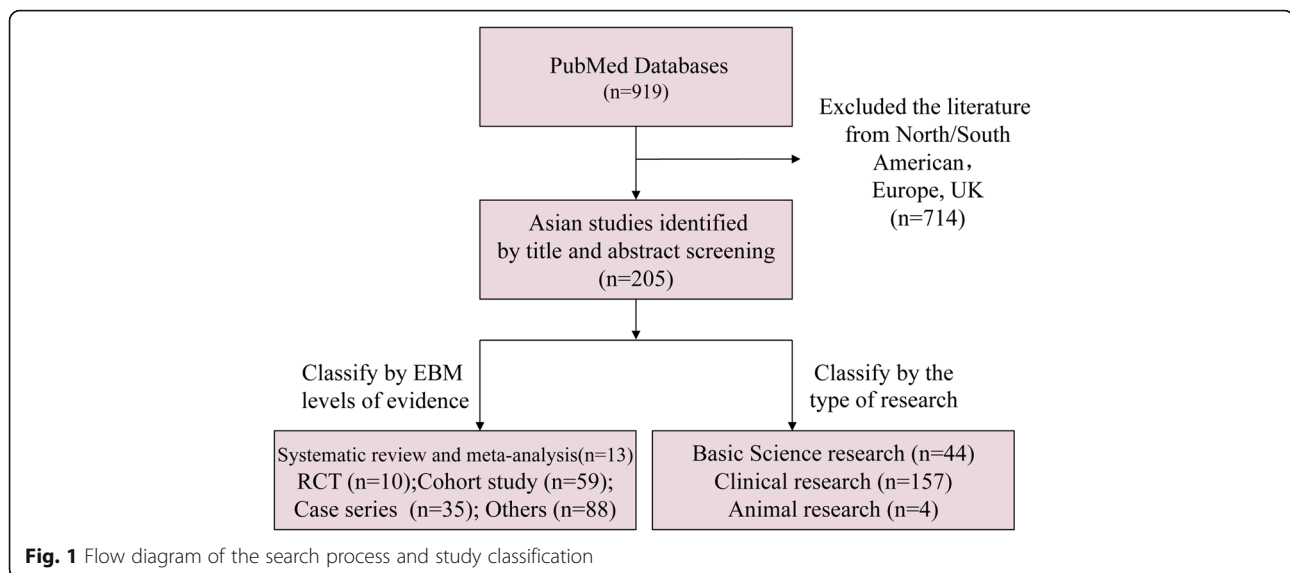 PubMed Databases
(n=919)
Excluded the literature
from North/South
American，
Europe, UK
(n=714)
Asian studies identified
by title and abstract screening
(n=205)
Classify by EBM
levels of evidence
Classify by the
type of research
Systematic review and meta-analysis(n=13)
RCT (n=10);Cohort study (n=59);
Case series (n=35); Others (n=88)
Basic Science research (n=44)
Clinical research (n=157)
Animal research (n=4)
Fig. 1 Flow diagram of the search process and study classification